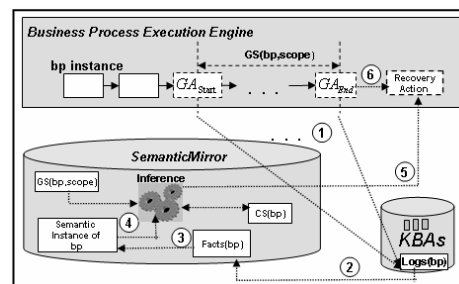 Business Process Execution Engine
GS(bp,scope)
bp instance
GA Start
. . .
GA End
6
Recovery Action
. . .
1
SemanticMirror
5
GS(bp,scope)
Inference
4
CS(bp)
Semantic
Instance of
bp
3
Facts(bp)
KBAs
Logs(bp)
2